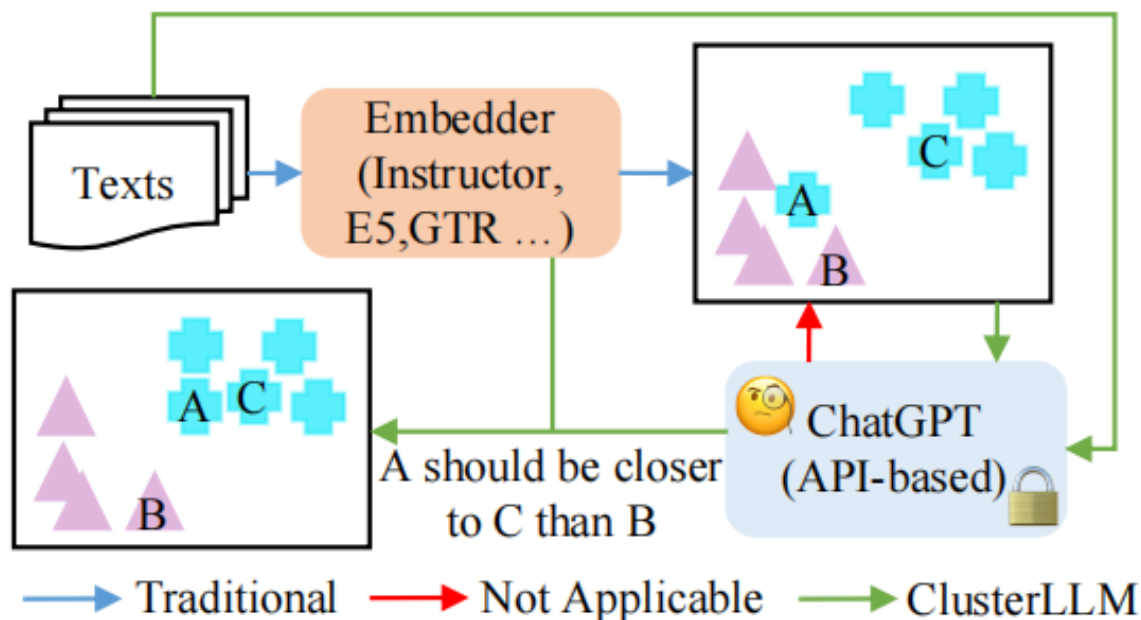 Texts
Embedder
(Instructor,
E5,GTR ...)
A
C
B
A
C
B
A should be closer
to C than B
ChatGPT
(API-based)
Traditional
Not Applicable
ClusterLLM